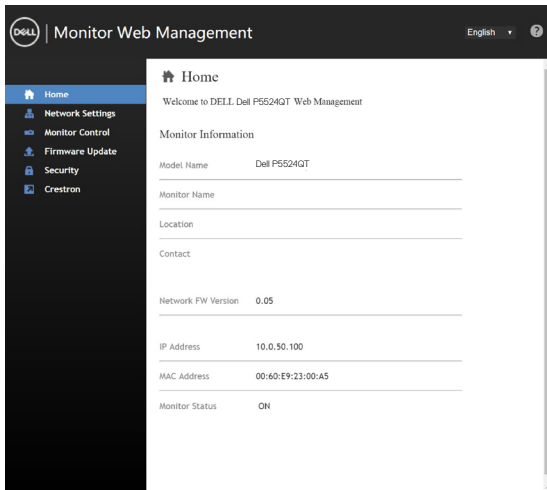 DELL | Monitor Web Management
English
?
Home
Network Settings
Monitor Control
Firmware Update
Security
Crestron
Home
Welcome to DELL Dell P5524QT Web Management
Monitor Information
Model Name Dell P5524QT
Monitor Name
Location
Contact
Network FW Version 0.05
IP Address 10.0.50.100
MAC Address 00:60:E9:23:00:A5
Monitor Status ON